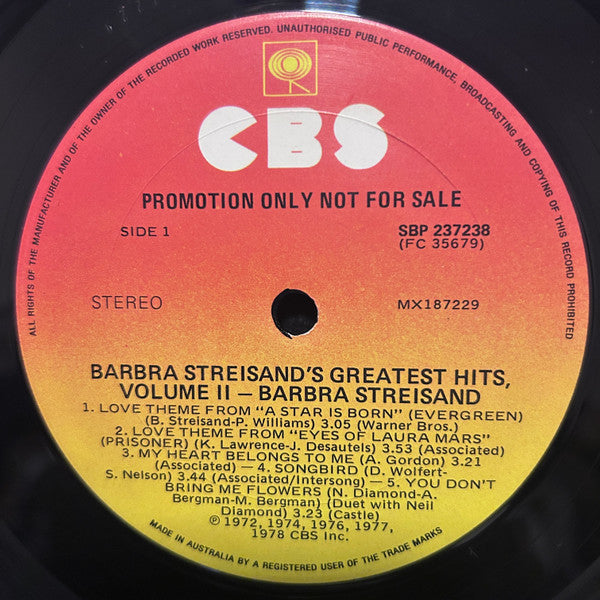 ALL RIGHTS OF THE MANUFACTURER AND OF THE OWNER OF THE RECORDED WORK RESERVED. UNAUTHORISED PUBLIC PERFORMANCE, BROADCASTING AND COPYING OF THIS RECORD PROHIBITED
CBS
PROMOTION ONLY NOT FOR SALE
SIDE 1
SBP 237238
(FC 35679)
STEREO
MX187229
BARBRA STREISAND'S GREATEST HITS,
VOLUME II – BARBRA STREISAND
1. LOVE THEME FROM "A STAR IS BORN" (EVERGREEN)
(B. Streisand-P. Williams) 3.05 (Warner Bros.)
2. LOVE THEME FROM "EYES OF LAURA MARS"
(PRISONER) (K. Lawrence-J. Desautels) 3.53 (Associated)
3. MY HEART BELONGS TO ME (A. Gordon) 3.21
(Associated) – 4. SONGBIRD (D. Wolfert-
S. Nelson) 3.44 (Associated/Intersong) – 5. YOU DON'T
BRING ME FLOWERS (N. Diamond-A.
Bergman-M. Bergman) (Duet with Neil
Diamond) 3.23 (Castle)
℗ 1972, 1974, 1976, 1977,
1978 CBS Inc.
MADE IN AUSTRALIA BY A REGISTERED USER OF THE TRADE MARKS